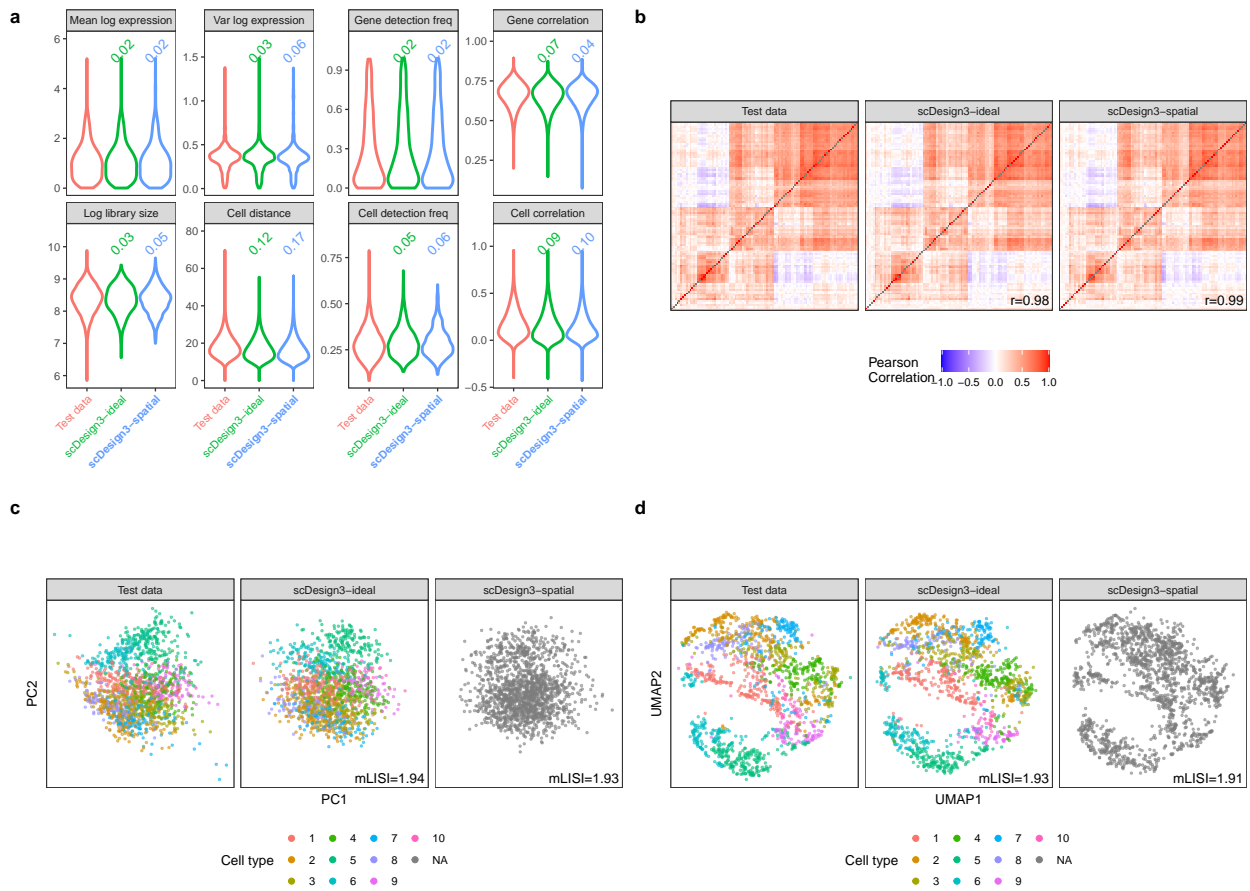 a
Mean log expression
Var log expression
Gene detection freq
Gene correlation
6
4
2
0
0.02
0.02
1.5
1.0
0.5
0.0
0.03
0.06
0.9
0.6
0.3
0.0
0.02
0.02
1.00
0.75
0.50
0.25
0.07
0.04
Log library size
Cell distance
Cell detection freq
Cell correlation
10
9
8
7
6
0.03
0.05
80
60
40
20
0
0.12
0.17
0.75
0.50
0.25
0.05
0.06
1.0
0.5
0.0
−0.5
0.09
0.10
Test data
scDesign3−ideal
scDesign3−spatial
Test data
scDesign3−ideal
scDesign3−spatial
Test data
scDesign3−ideal
scDesign3−spatial
Test data
scDesign3−ideal
scDesign3−spatial
b
Test data
scDesign3−ideal
scDesign3−spatial
r=0.98
r=0.99
Pearson
Correlation
−1.0 −0.5 0.0 0.5 1.0
c
Test data
scDesign3−ideal
scDesign3−spatial
PC2
mLISI=1.94
mLISI=1.93
PC1
Cell type
1 4 7 10
2 5 8 NA
3 6 9
d
Test data
scDesign3−ideal
scDesign3−spatial
UMAP2
mLISI=1.93
mLISI=1.91
UMAP1
Cell type
1 4 7 10
2 5 8 NA
3 6 9